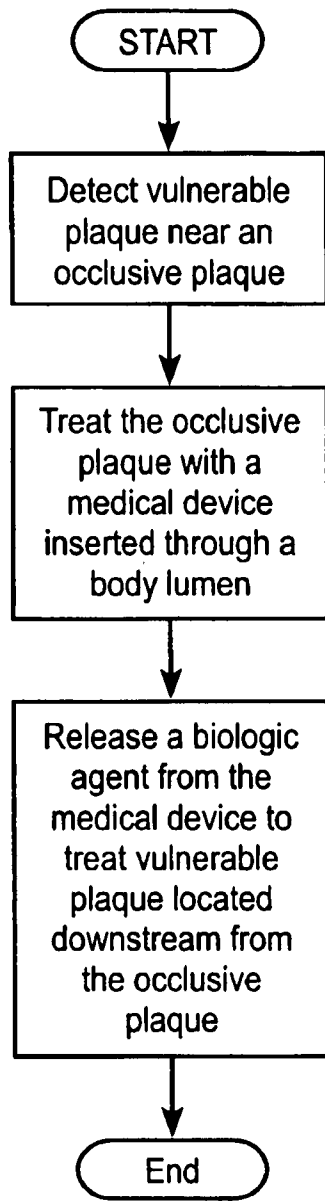 START
Detect vulnerable
plaque near an
occlusive plaque
Treat the occlusive
plaque with a
medical device
inserted through a
body lumen
Release a biologic
agent from the
medical device to
treat vulnerable
plaque located
downstream from
the occlusive
plaque
End